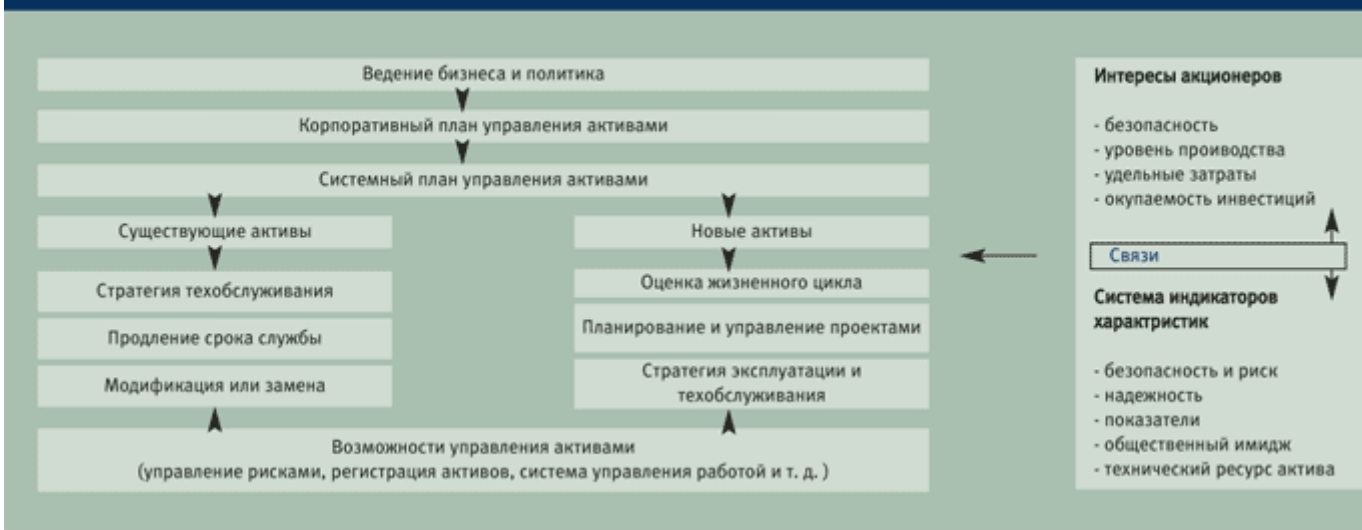 Ведение бизнеса и политика
Корпоративный план управления активами
Системный план управления активами
Существующие активы
Стратегия техобслуживания
Продление срока службы
Модификация или замена
Новые активы
Оценка жизненного цикла
Планирование и управление проектами
Стратегия эксплуатации и
техобслуживания
Возможности управления активами
(управление рисками, регистрация активов, система управления работой и т. д. )
Интересы акционеров
- безопасность
- уровень проиводства
- удельные затраты
- окупаемость инвестиций
Связи
Система индикаторов
характристик
- безопасность и риск
- надежность
- показатели
- общественный имидж
- технический ресурс актива